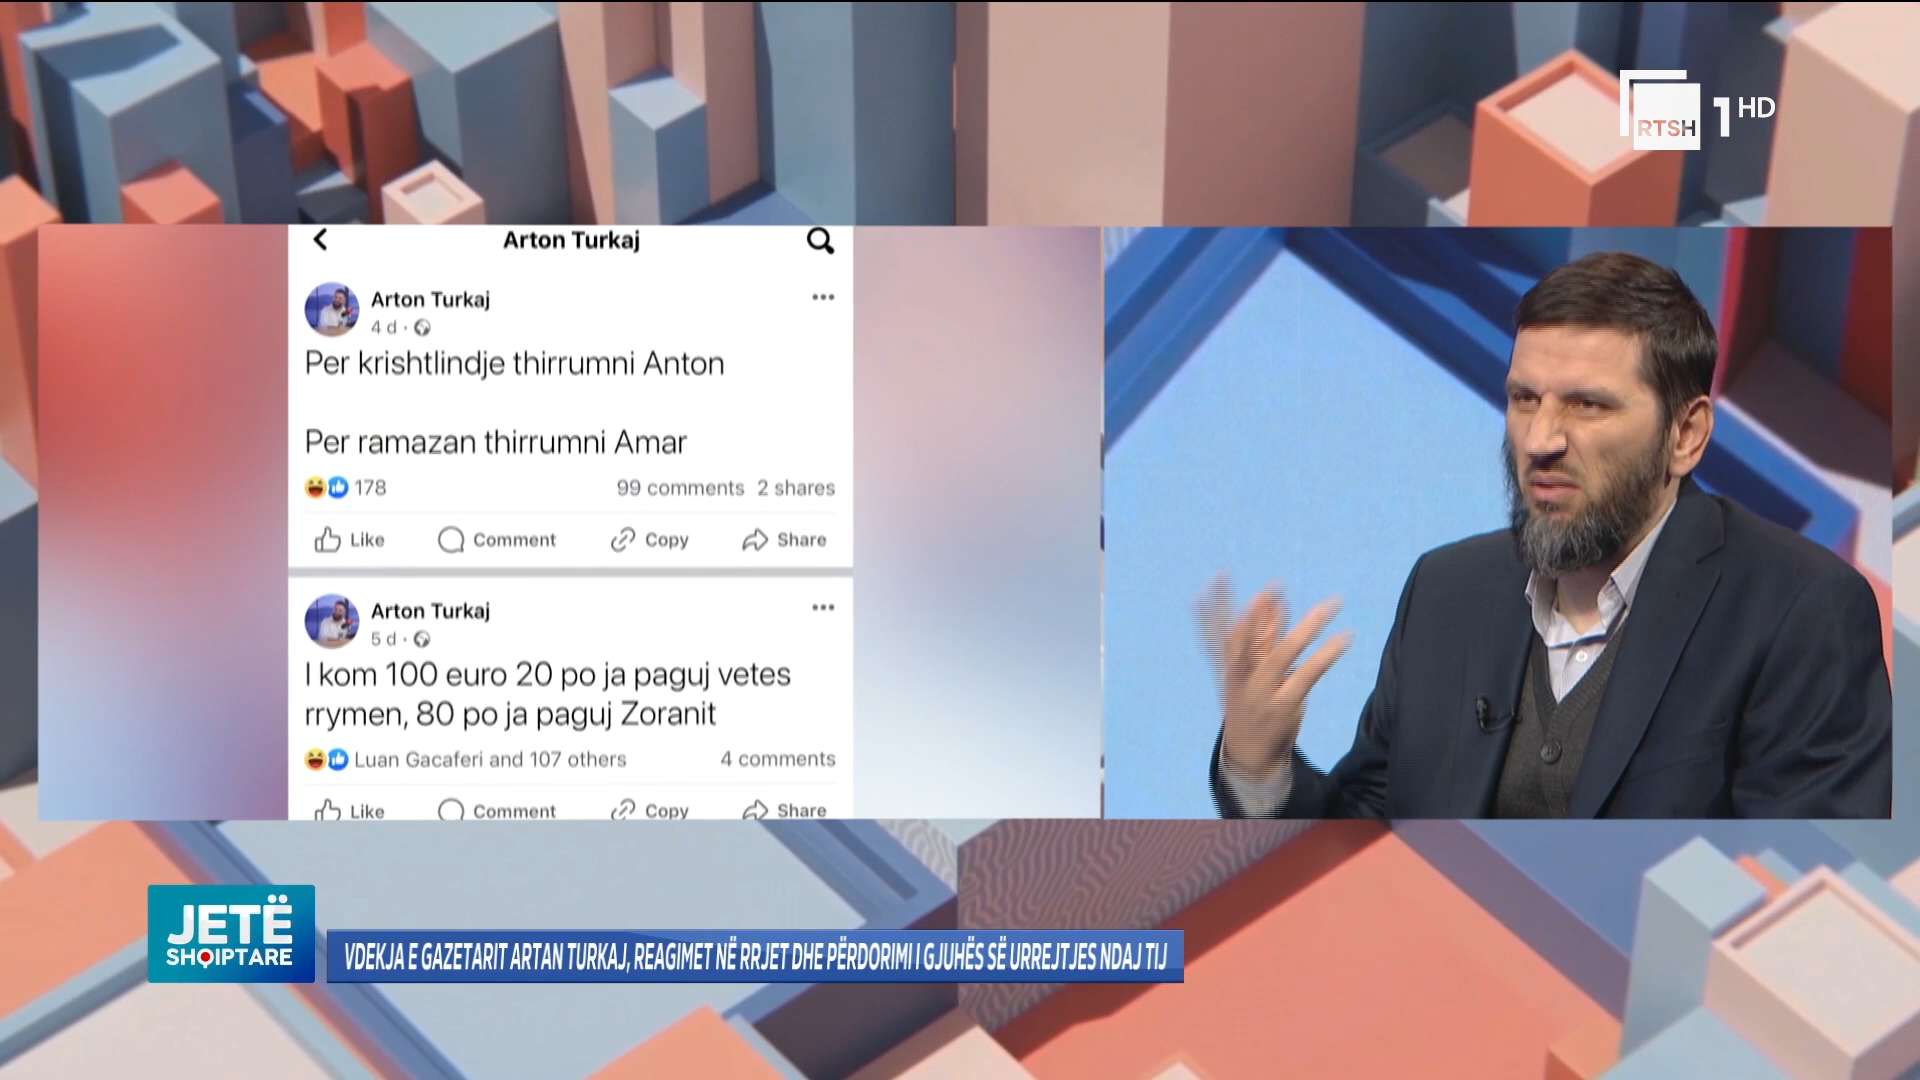 RTSH 1 HD
Arton Turkaj
Arton Turkaj
4 d ·
Per krishtlindje thirrumni Anton
Per ramazan thirrumni Amar
178 99 comments 2 shares
Like Comment Copy Share
Arton Turkaj
5 d ·
I kom 100 euro 20 po ja paguj vetes
rrymen, 80 po ja paguj Zoranit
Luan Gacaferi and 107 others 4 comments
Like Comment Copy Share
JETË
SHQIPTARE
VDEKJA E GAZETARIT ARTAN TURKAJ, REAGIMET NË RRJET DHE PËRDORIMI I GJUHËS SË URREJTJES NDAJ TIJ